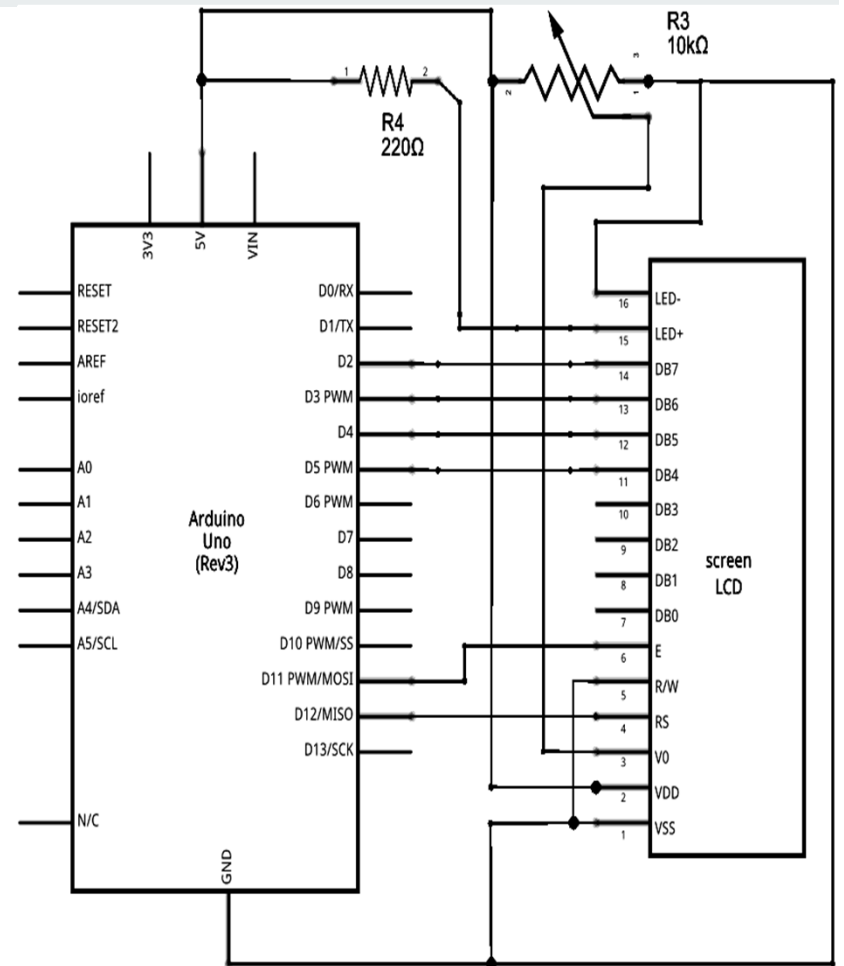 R3
10kΩ
3
1
2
1
2
R4
220Ω
3V3
5V
VIN
RESET
RESET2
AREF
ioref
A0
A1
A2
A3
A4/SDA
A5/SCL
N/C
Arduino
Uno
(Rev3)
GND
D0/RX
D1/TX
D2
D3 PWM
D4
D5 PWM
D6 PWM
D7
D8
D9 PWM
D10 PWM/SS
D11 PWM/MOSI
D12/MISO
D13/SCK
16 LED-
15 LED+
14 DB7
13 DB6
12 DB5
11 DB4
10 DB3
9 DB2
8 DB1
7 DB0
6 E
5 R/W
4 RS
3 V0
2 VDD
1 VSS
screen
LCD